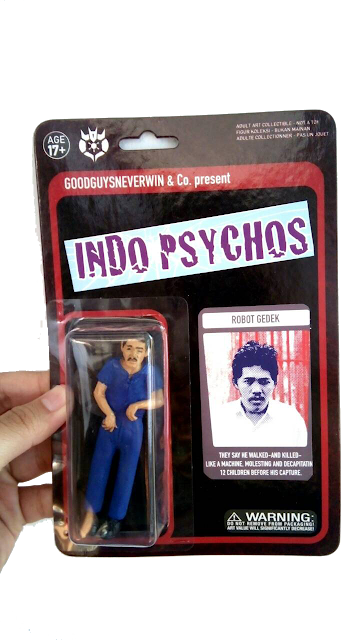 AGE
17+
ADULT ART COLLECTIBLE - NOT A TOY
FIGUR KOLEKSI - BUKAN MAINAN
ADULTE COLLECTIONNER - PAS UN JOUET
GOODGUYSNEVERWIN & Co. present
INDO PSYCHOS
ROBOT GEDEK
THEY SAY HE WALKED-AND KILLED-
LIKE A MACHINE, MOLESTING AND DECAPITATIN
12 CHILDREN BEFORE HIS CAPTURE.
WARNING:
DO NOT REMOVE FROM PACKAGING!
ART VALUE WILL SIGNIFICANTLY DECREASE!